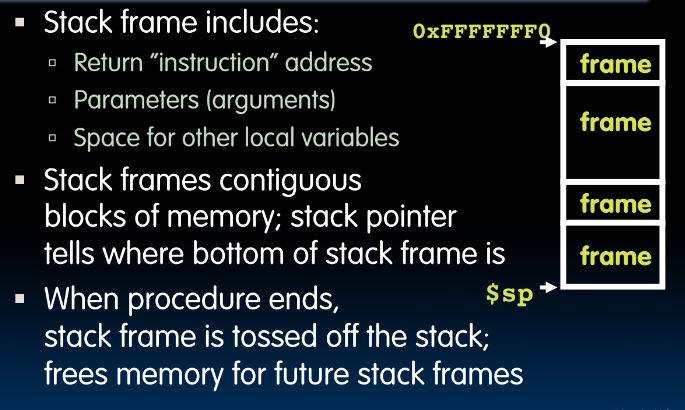 ▪ Stack frame includes:
▫ Return “instruction” address
▫ Parameters (arguments)
▫ Space for other local variables
▪ Stack frames contiguous
blocks of memory; stack pointer
tells where bottom of stack frame is
▪ When procedure ends,
stack frame is tossed off the stack;
frees memory for future stack frames
0xFFFFFFF0
frame
frame
frame
frame
$sp